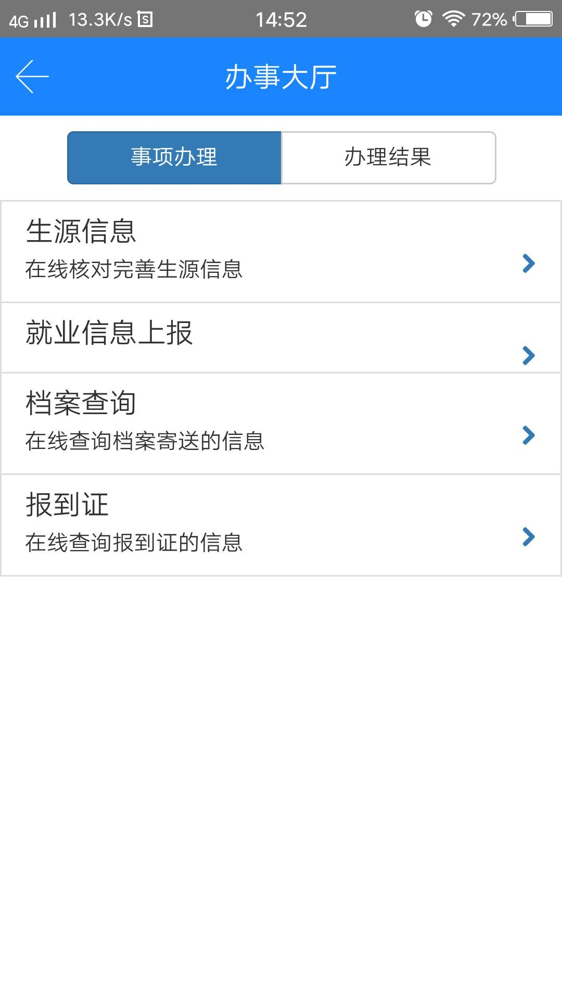 4G 13.3K/s S 14:52 72%
办事大厅
事项办理 办理结果
生源信息
在线核对完善生源信息
就业信息上报
档案查询
在线查询档案寄送的信息
报到证
在线查询报到证的信息